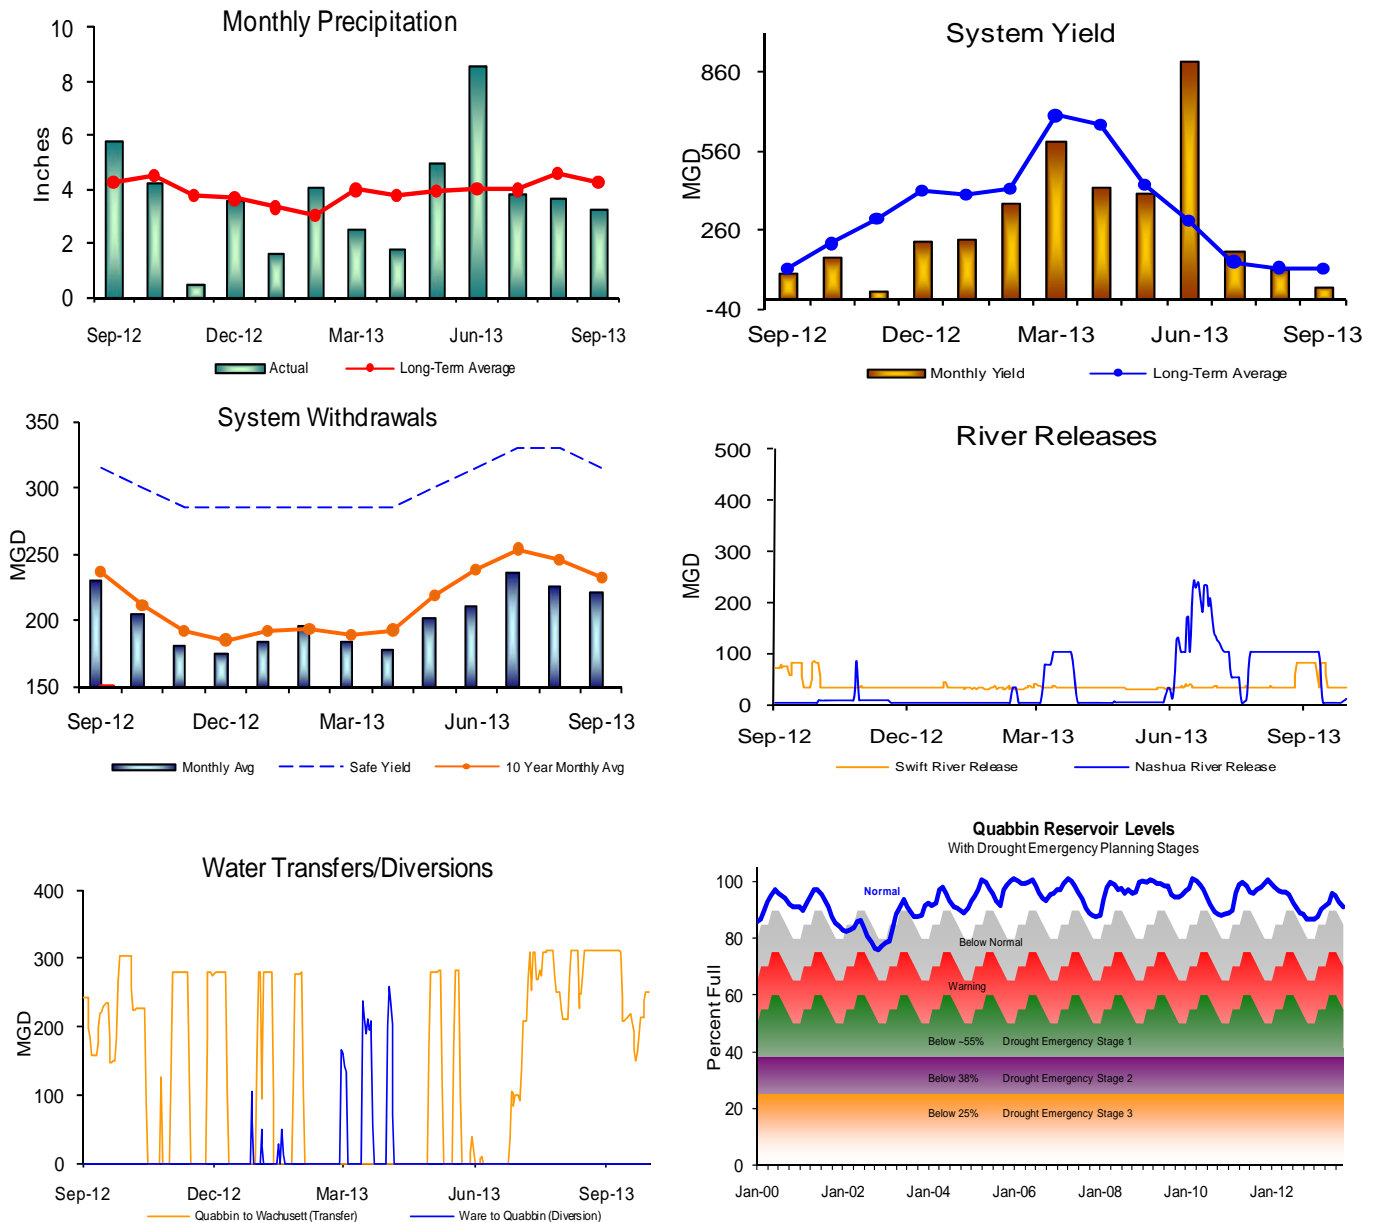 Monthly Precipitation
10
8
6
4
2
0
Inches
Sep-12 Dec-12 Mar-13 Jun-13 Sep-13
Actual Long-Term Average
System Yield
860
560
260
-40
MGD
Sep-12 Dec-12 Mar-13 Jun-13 Sep-13
Monthly Yield Long-Term Average
System Withdrawals
350
300
250
200
150
MGD
Sep-12 Dec-12 Mar-13 Jun-13 Sep-13
Monthly Avg Safe Yield 10 Year Monthly Avg
River Releases
500
400
300
200
100
0
MGD
Sep-12 Dec-12 Mar-13 Jun-13 Sep-13
Swift River Release Nashua River Release
Water Transfers/Diversions
400
300
200
100
0
MGD
Sep-12 Dec-12 Mar-13 Jun-13 Sep-13
Quabbin to Wachusett (Transfer) Ware to Quabbin (Diversion)
Quabbin Reservoir Levels
With Drought Emergency Planning Stages
100
80
60
40
20
0
Percent Full
Normal
Below Normal
Warning
Below ~55% Drought Emergency Stage 1
Below 38% Drought Emergency Stage 2
Below 25% Drought Emergency Stage 3
Jan-00 Jan-02 Jan-04 Jan-06 Jan-08 Jan-10 Jan-12